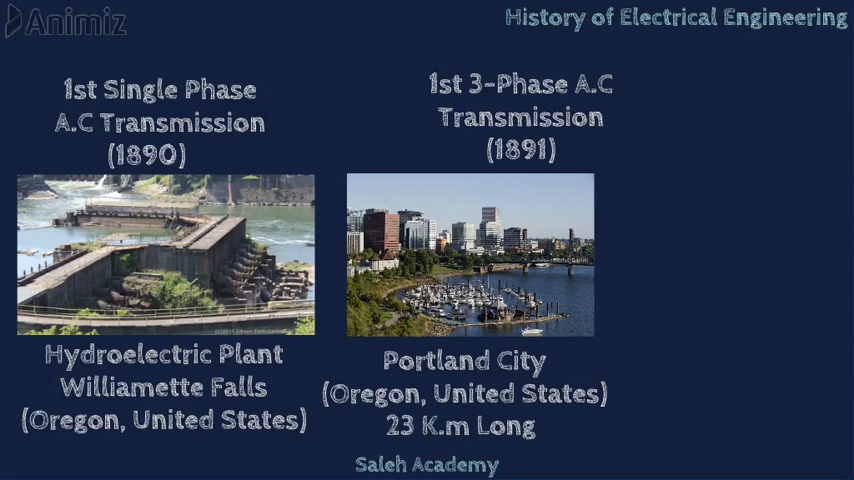 Animiz
History of Electrical Engineering
1st Single Phase
A.C Transmission
(1890)
1st 3-Phase A.C
Transmission
(1891)
Hydroelectric Plant
Williamette Falls
(Oregon, United States)
Portland City
(Oregon, United States)
23 K.m Long
Saleh Academy